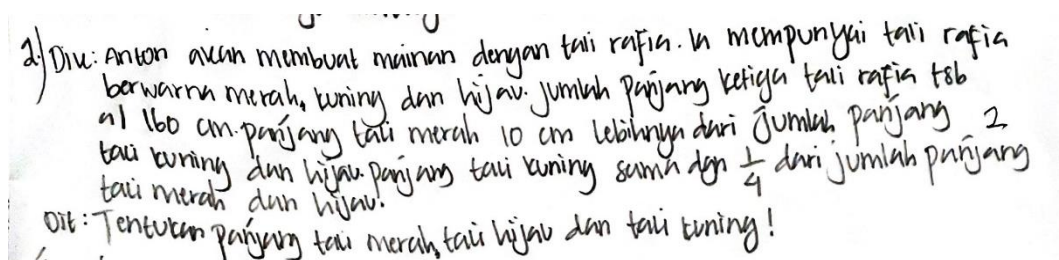 2.) Dik: Anton akan membuat mainan dengan tali rafia. Ia mempunyai tali rafia
berwarna merah, kuning dan hijau. jumlah panjang ketiga tali rafia tsb
al 160 cm. panjang tali merah 10 cm lebihnya dari jumlah panjang 2
tali kuning dan hijau. panjang tali kuning sama dgn 1/4 dari jumlah panjang
tali merah dan hijau!
Dit: Tentukan panjang tali merah, tali hijau dan tali kuning!